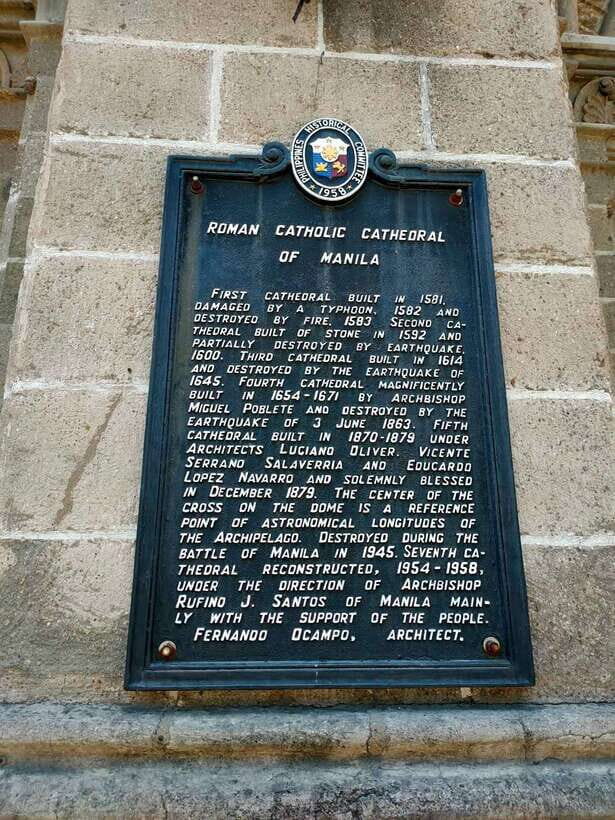 PHILIPPINES HISTORICAL COMMITTEE
1958
ROMAN CATHOLIC CATHEDRAL
OF MANILA
FIRST CATHEDRAL BUILT IN 1581,
DAMAGED BY A TYPHOON, 1582 AND
DESTROYED BY FIRE, 1583 SECOND CA-
THEDRAL BUILT OF STONE IN 1592 AND
PARTIALLY DESTROYED BY EARTHQUAKE,
1600. THIRD CATHEDRAL BUILT IN 1614
AND DESTROYED BY THE EARTHQUAKE OF
1645. FOURTH CATHEDRAL MAGNIFICENTLY
BUILT IN 1654-1671 BY ARCHBISHOP
MIGUEL POBLETE AND DESTROYED BY THE
EARTHQUAKE OF 3 JUNE 1863. FIFTH
CATHEDRAL BUILT IN 1870-1879 UNDER
ARCHITECTS LUCIANO OLIVER, VICENTE
SERRANO SALAVERRIA AND EDUCARDO
LOPEZ NAVARRO AND SOLEMNLY BLESSED
IN DECEMBER 1879. THE CENTER OF THE
CROSS ON THE DOME IS A REFERENCE
POINT OF ASTRONOMICAL LONGITUDES OF
THE ARCHIPELAGO. DESTROYED DURING THE
BATTLE OF MANILA IN 1945. SEVENTH CA-
THEDRAL RECONSTRUCTED, 1954-1958,
UNDER THE DIRECTION OF ARCHBISHOP
RUFINO J. SANTOS OF MANILA MAIN-
LY WITH THE SUPPORT OF THE PEOPLE.
FERNANDO OCAMPO, ARCHITECT.